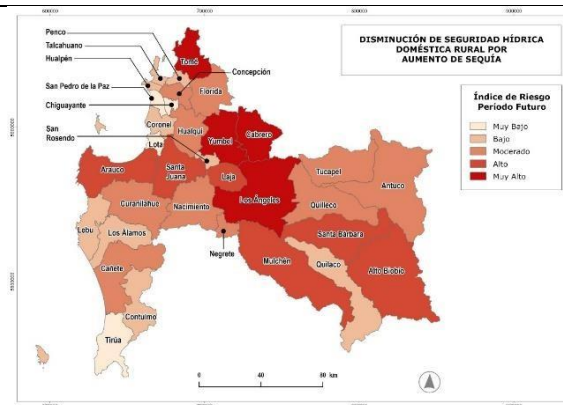 DISMINUCIÓN DE SEGURIDAD HÍDRICA
DOMÉSTICA RURAL POR
AUMENTO DE SEQUÍA
Índice de Riesgo
Período Futuro
Muy Bajo
Bajo
Moderado
Alto
Muy Alto
Penco
Talcahuano
Hualpén
San Pedro de la Paz
Chiguayante
San
Rosendo
Tomé
Concepción
Florida
Coronel
Hualqui
Lota
Yumbel
Cabrero
Arauco
Santa
Juana
Laja
Los Ángeles
Tucapel
Antuco
Quilleco
Curanilahue
Nacimiento
Lebu
Los Álamos
Negrete
Santa Bárbara
Cañete
Mulchén
Quilaco
Alto Biobío
Contulmo
Tirúa
0 40 80 km